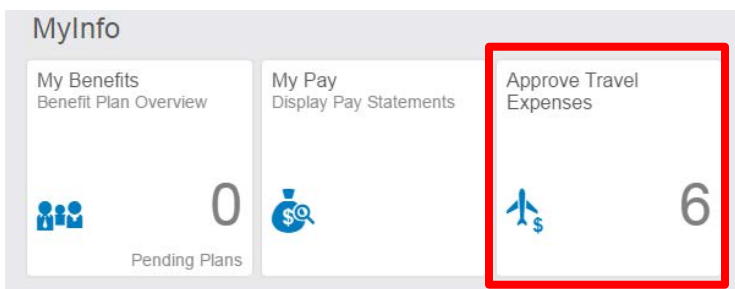 MyInfo
My Benefits
Benefit Plan Overview
0
Pending Plans
My Pay
Display Pay Statements
$
Approve Travel
Expenses
$
6